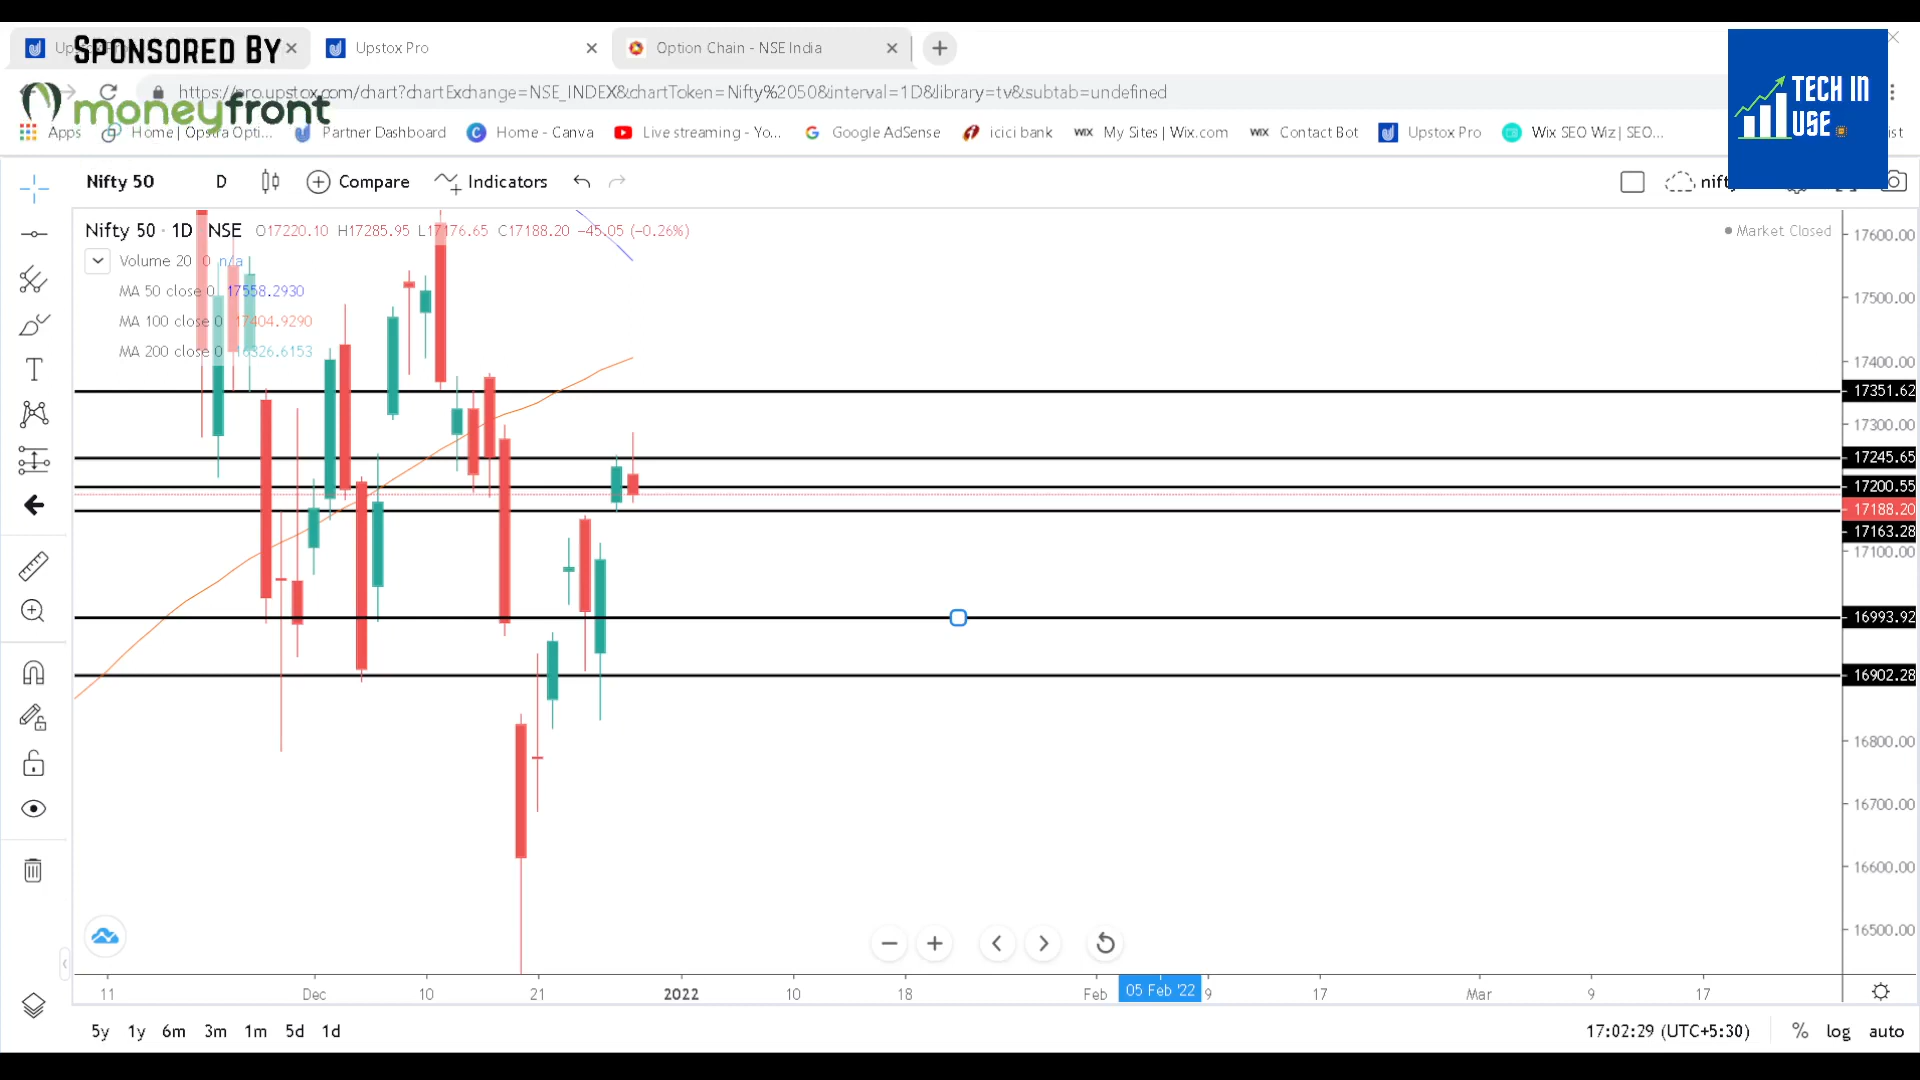 SPONSORED BY
Upstox Pro
Option Chain - NSE India
moneyfront
https://pro.upstox.com/chart?chartExchange=NSE_INDEX&chartToken=Nifty%2050&interval=1D&library=tv&subtab=undefined
TECH IN
USE
Apps
Home | Opstra Opti...
Partner Dashboard
Home - Canva
Live streaming - Yo...
Google AdSense
icici bank
WIX My Sites | Wix.com
WIX Contact Bot
Upstox Pro
Wix SEO Wiz | SEO...
Nifty 50
D
Compare
Indicators
Nifty 50 · 1D NSE O17220.10 H17285.95 L17176.65 C17188.20 −45.05 (−0.26%)
Market Closed
Volume 20 0 n/a
MA 50 close 0 17558.2930
MA 100 close 0 17404.9290
MA 200 close 0 16326.6153
17600.00
17500.00
17400.00
17351.62
17300.00
17245.65
17200.55
17188.20
17163.28
17100.00
16993.92
16902.28
16800.00
16700.00
16600.00
16500.00
11
Dec
10
21
2022
10
18
Feb
05 Feb '22
9
17
Mar
9
17
5y 1y 6m 3m 1m 5d 1d
17:02:29 (UTC+5:30)
% log auto